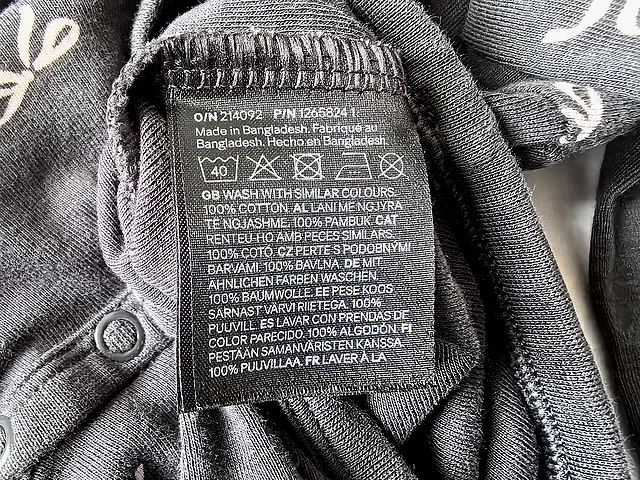 O/N 214092 P/N 1265824 1.
Made in Bangladesh. Fabriqué au
Bangladesh. Hecho en Bangladesh.
40
GB WASH WITH SIMILAR COLOURS.
100% COTTON. AL LANI ME NGJYRA
TË NGJASHME. 100% PAMBUK. CAT
RENTEU-HO AMB PECES SIMILARS.
100% COTÓ. CZ PERTE S PODOBNÝMI
BARVAMI. 100% BAVLNA. DE MIT
ÄHNLICHEN FARBEN WASCHEN.
100% BAUMWOLLE. EE PESE KOOS
SARNAST VÄRVI RIIETEGA. 100%
PUUVILL. ES LAVAR CON PRENDAS DE
COLOR PARECIDO. 100% ALGODÓN. FI
PESTÄÄN SAMANVÄRISTEN KANSSA.
100% PUUVILLAA. FR LAVER À LA